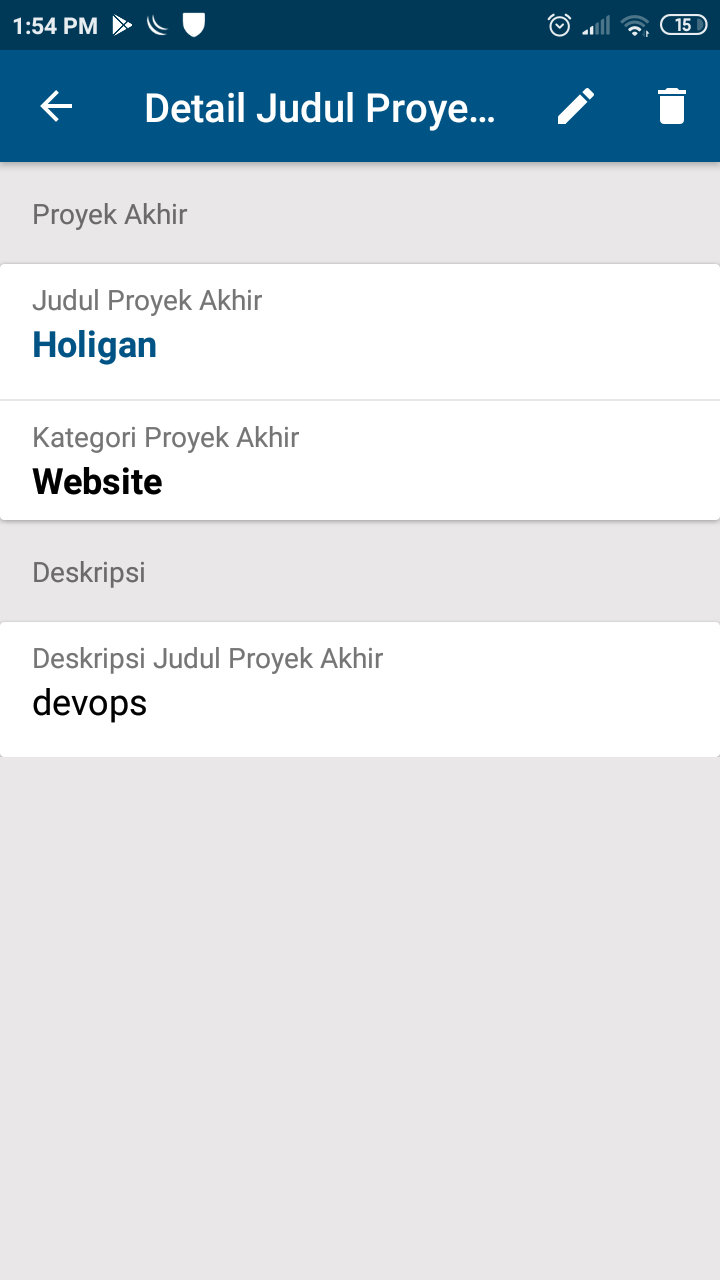 1:54 PM
15
Detail Judul Proye...
Proyek Akhir
Judul Proyek Akhir
Holigan
Kategori Proyek Akhir
Website
Deskripsi
Deskripsi Judul Proyek Akhir
devops